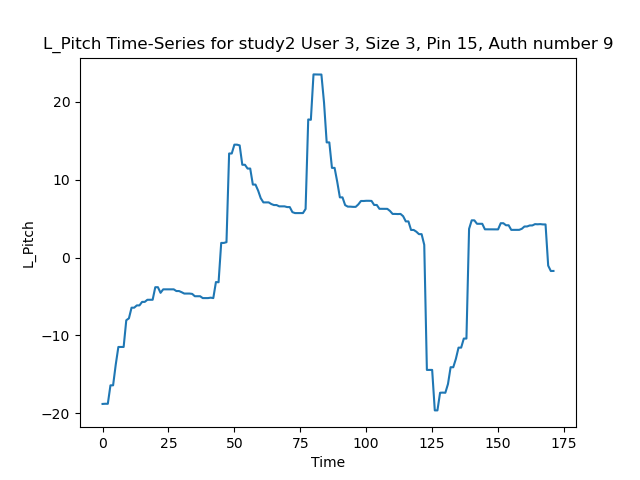 L_Pitch Time-Series for study2 User 3, Size 3, Pin 15, Auth number 9
20
10
0
−10
−20
L_Pitch
0 25 50 75 100 125 150 175
Time